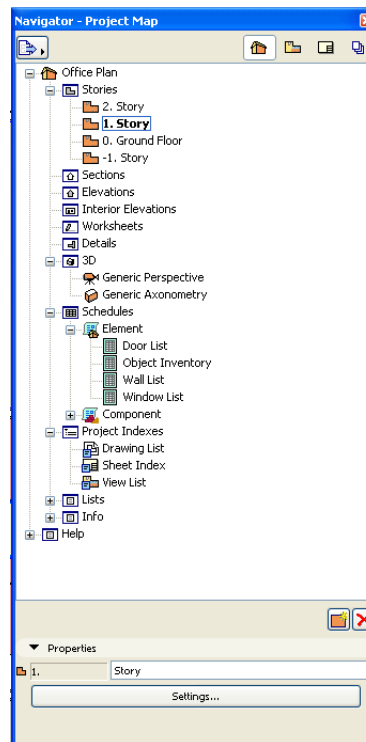 Navigator - Project Map
Office Plan
Stories
2. Story
1. Story
0. Ground Floor
-1. Story
Sections
Elevations
Interior Elevations
Worksheets
Details
3D
Generic Perspective
Generic Axonometry
Schedules
Element
Door List
Object Inventory
Wall List
Window List
Component
Project Indexes
Drawing List
Sheet Index
View List
Lists
Info
Help
Properties
1. Story
Settings...